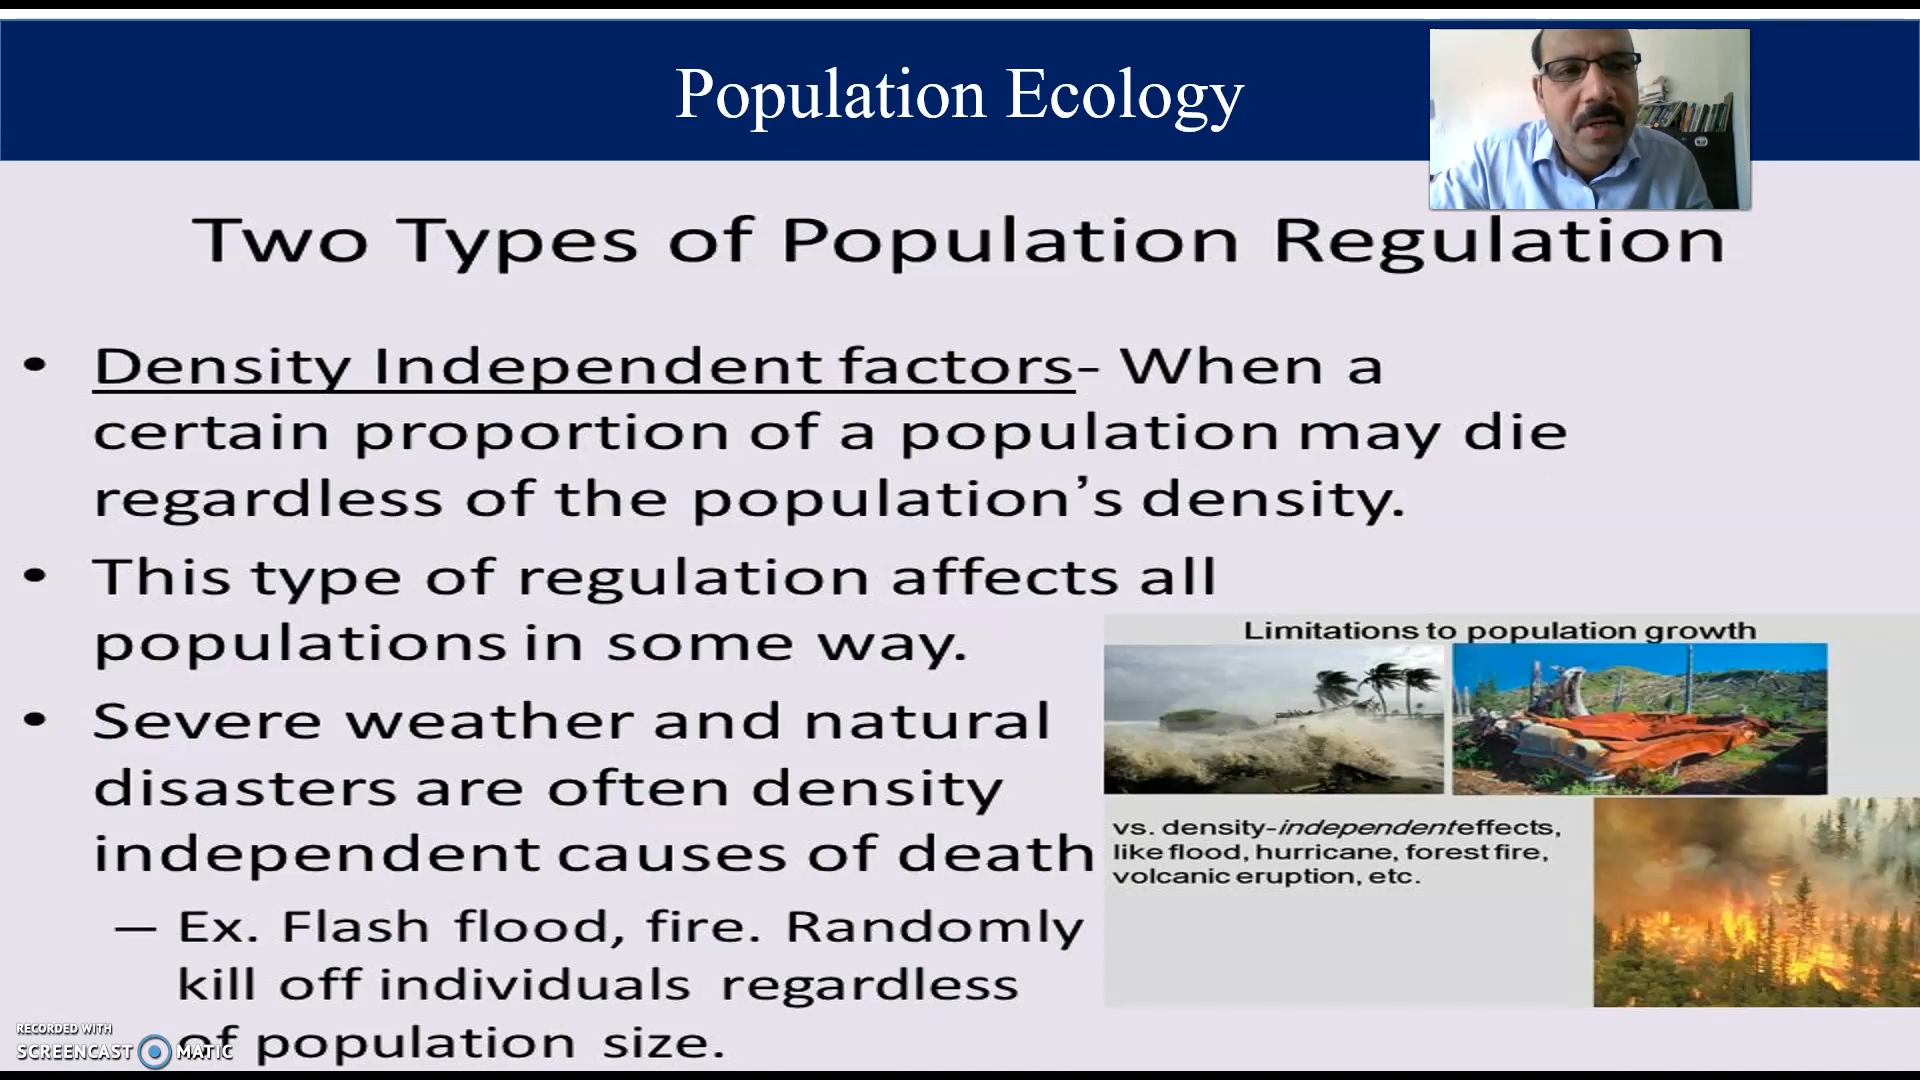 Population Ecology
Two Types of Population Regulation
• Density Independent factors- When a
certain proportion of a population may die
regardless of the population’s density.
• This type of regulation affects all
populations in some way.
• Severe weather and natural
disasters are often density
independent causes of death
– Ex. Flash flood, fire. Randomly
kill off individuals regardless
of population size.
Limitations to population growth
vs. density-independent effects,
like flood, hurricane, forest fire,
volcanic eruption, etc.
RECORDED WITH
SCREENCAST MATIC